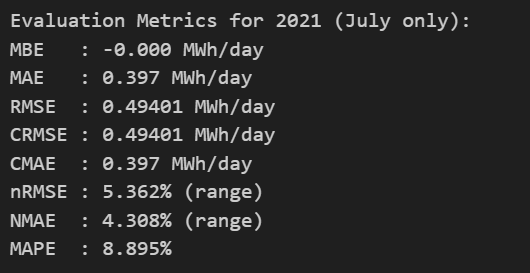 Evaluation Metrics for 2021 (July only):
MBE   : -0.000 MWh/day
MAE   : 0.397 MWh/day
RMSE  : 0.49401 MWh/day
CRMSE : 0.49401 MWh/day
CMAE  : 0.397 MWh/day
nRMSE : 5.362% (range)
NMAE  : 4.308% (range)
MAPE  : 8.895%